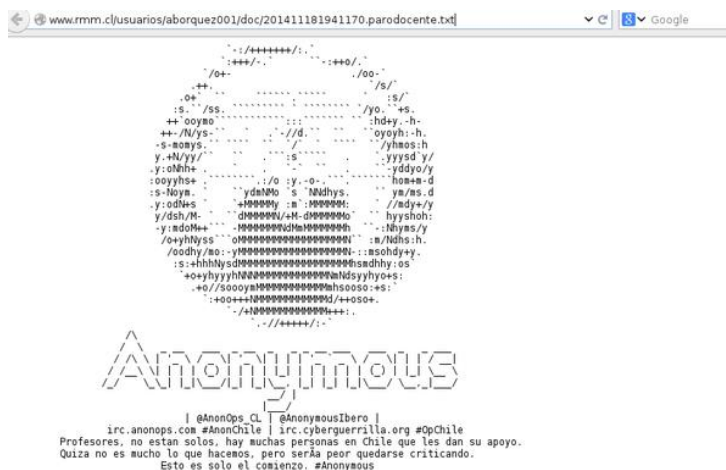 www.rmm.cl/usuarios/aborquez001/doc/201411181941170.parodocente.txt
Google
Anonymous
| @AnonOps_CL | @AnonymousIbero |
irc.anonops.com #AnonChile | irc.cyberguerrilla.org #OpChile
Profesores, no estan solos, hay muchas personas en Chile que les dan su apoyo.
Quiza no es mucho lo que hacemos, pero serÃa peor quedarse criticando.
Esto es solo el comienzo. #Anonymous